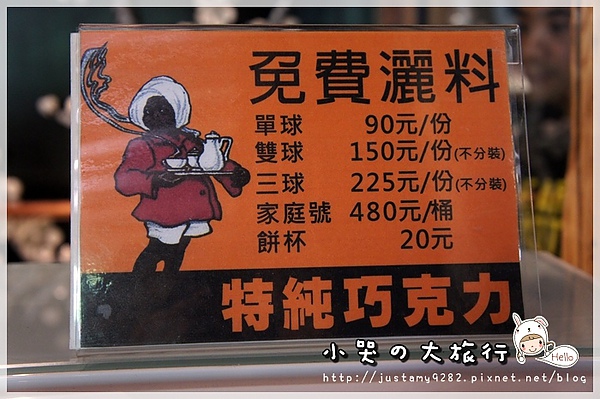 免費灑料
單球 90元/份
雙球 150元/份(不分裝)
三球 225元/份(不分裝)
家庭號 480元/桶
餅杯 20元
特純巧克力
小哭の大旅行
Hello
http://justamy9282.pixnet.net/blog